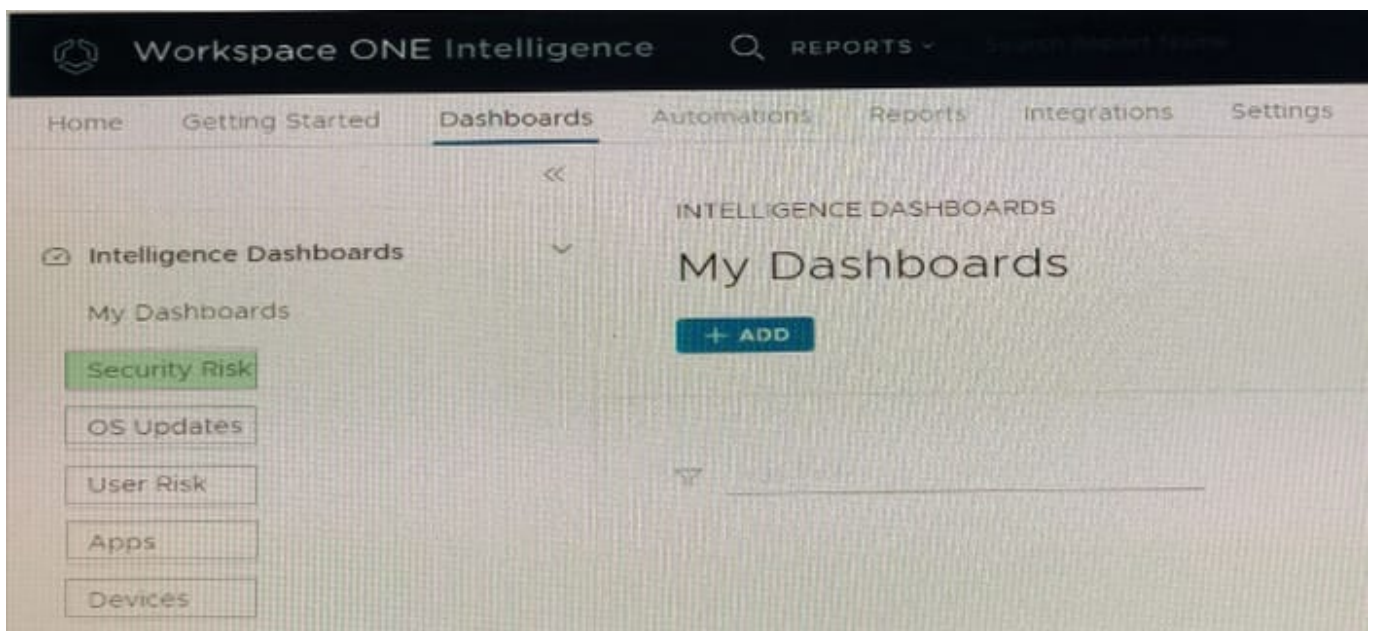 Workspace ONE Intelligence REPORTS
Home Getting Started Dashboards Automations Reports Integrations Settings
INTELLIGENCE DASHBOARDS
My Dashboards
+ ADD
Intelligence Dashboards
My Dashboards
Security Risk
OS Updates
User Risk
Apps
Devices